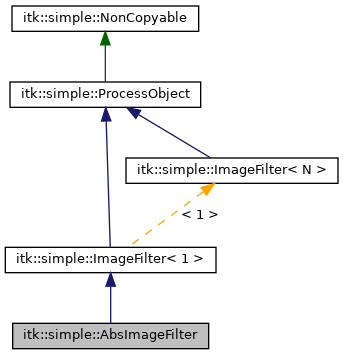 itk::simple::NonCopyable
itk::simple::ProcessObject
itk::simple::ImageFilter< N >
< 1 >
itk::simple::ImageFilter< 1 >
itk::simple::AbsImageFilter